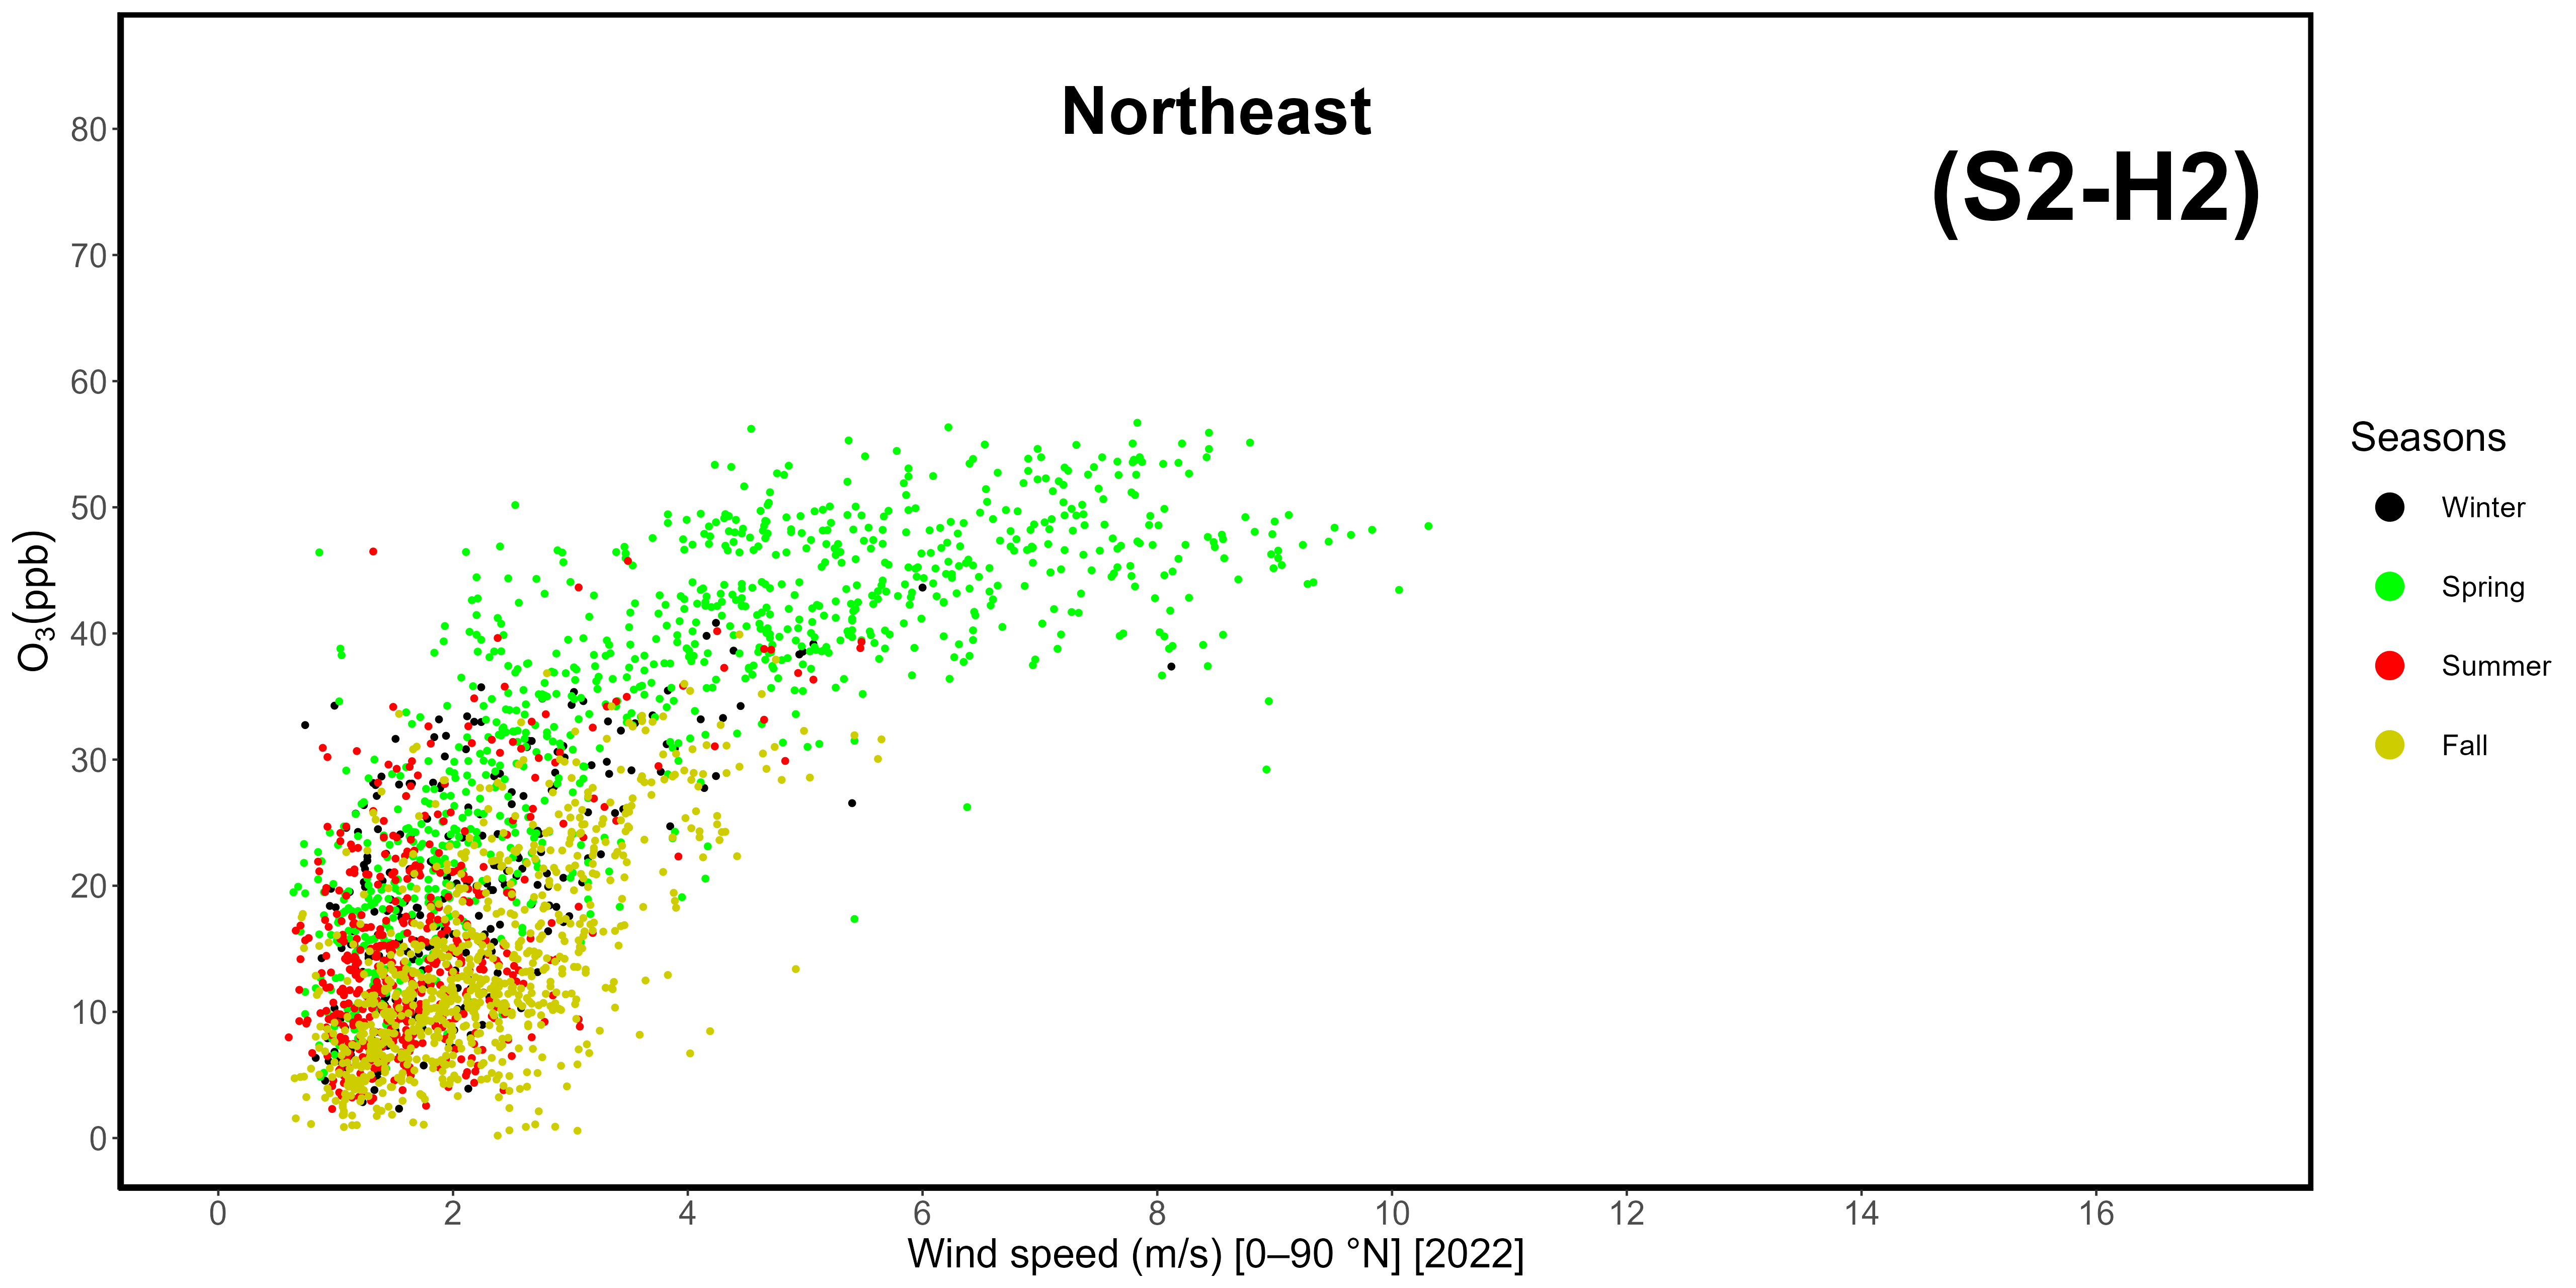 Northeast
(S2-H2)
80
70
60
50
40
30
20
10
0
O₃(ppb)
0 2 4 6 8 10 12 14 16
Wind speed (m/s) [0–90 °N] [2022]
Seasons
Winter
Spring
Summer
Fall